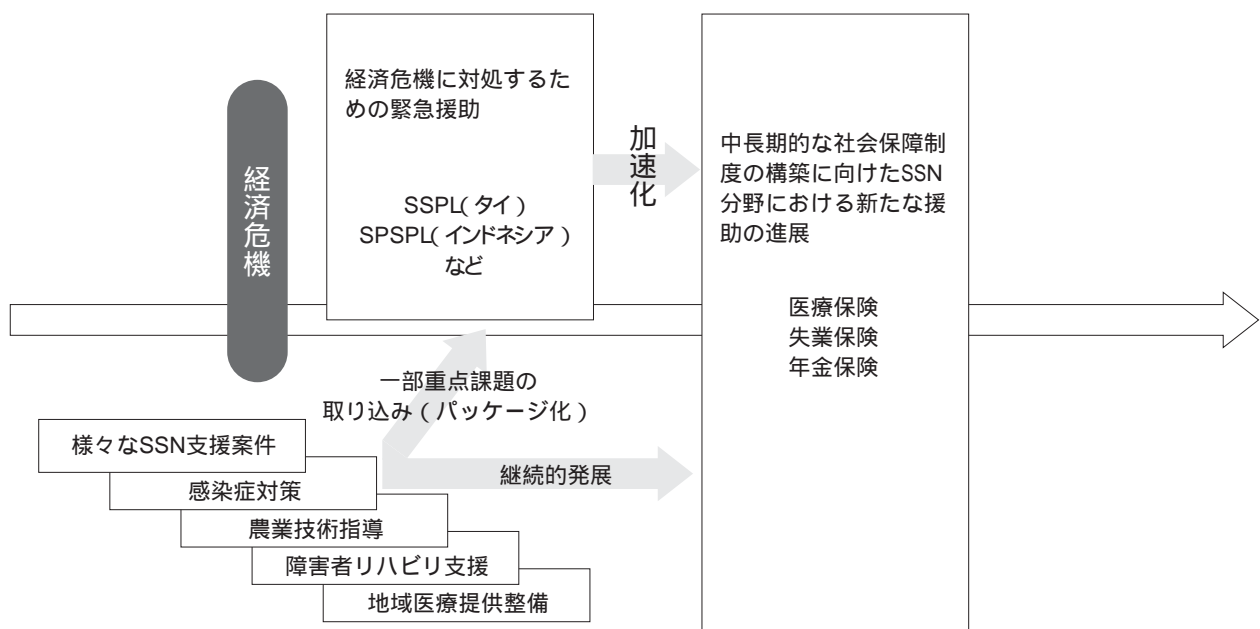 経済危機
経済危機に対処するた
めの緊急援助
SSPL(タイ)
SPSPL(インドネシア)
など
加速化
中長期的な社会保障制
度の構築に向けたSSN
分野における新たな援
助の進展
医療保険
失業保険
年金保険
一部重点課題の
取り込み(パッケージ化)
継続的発展
様々なSSN支援案件
感染症対策
農業技術指導
障害者リハビリ支援
地域医療提供整備